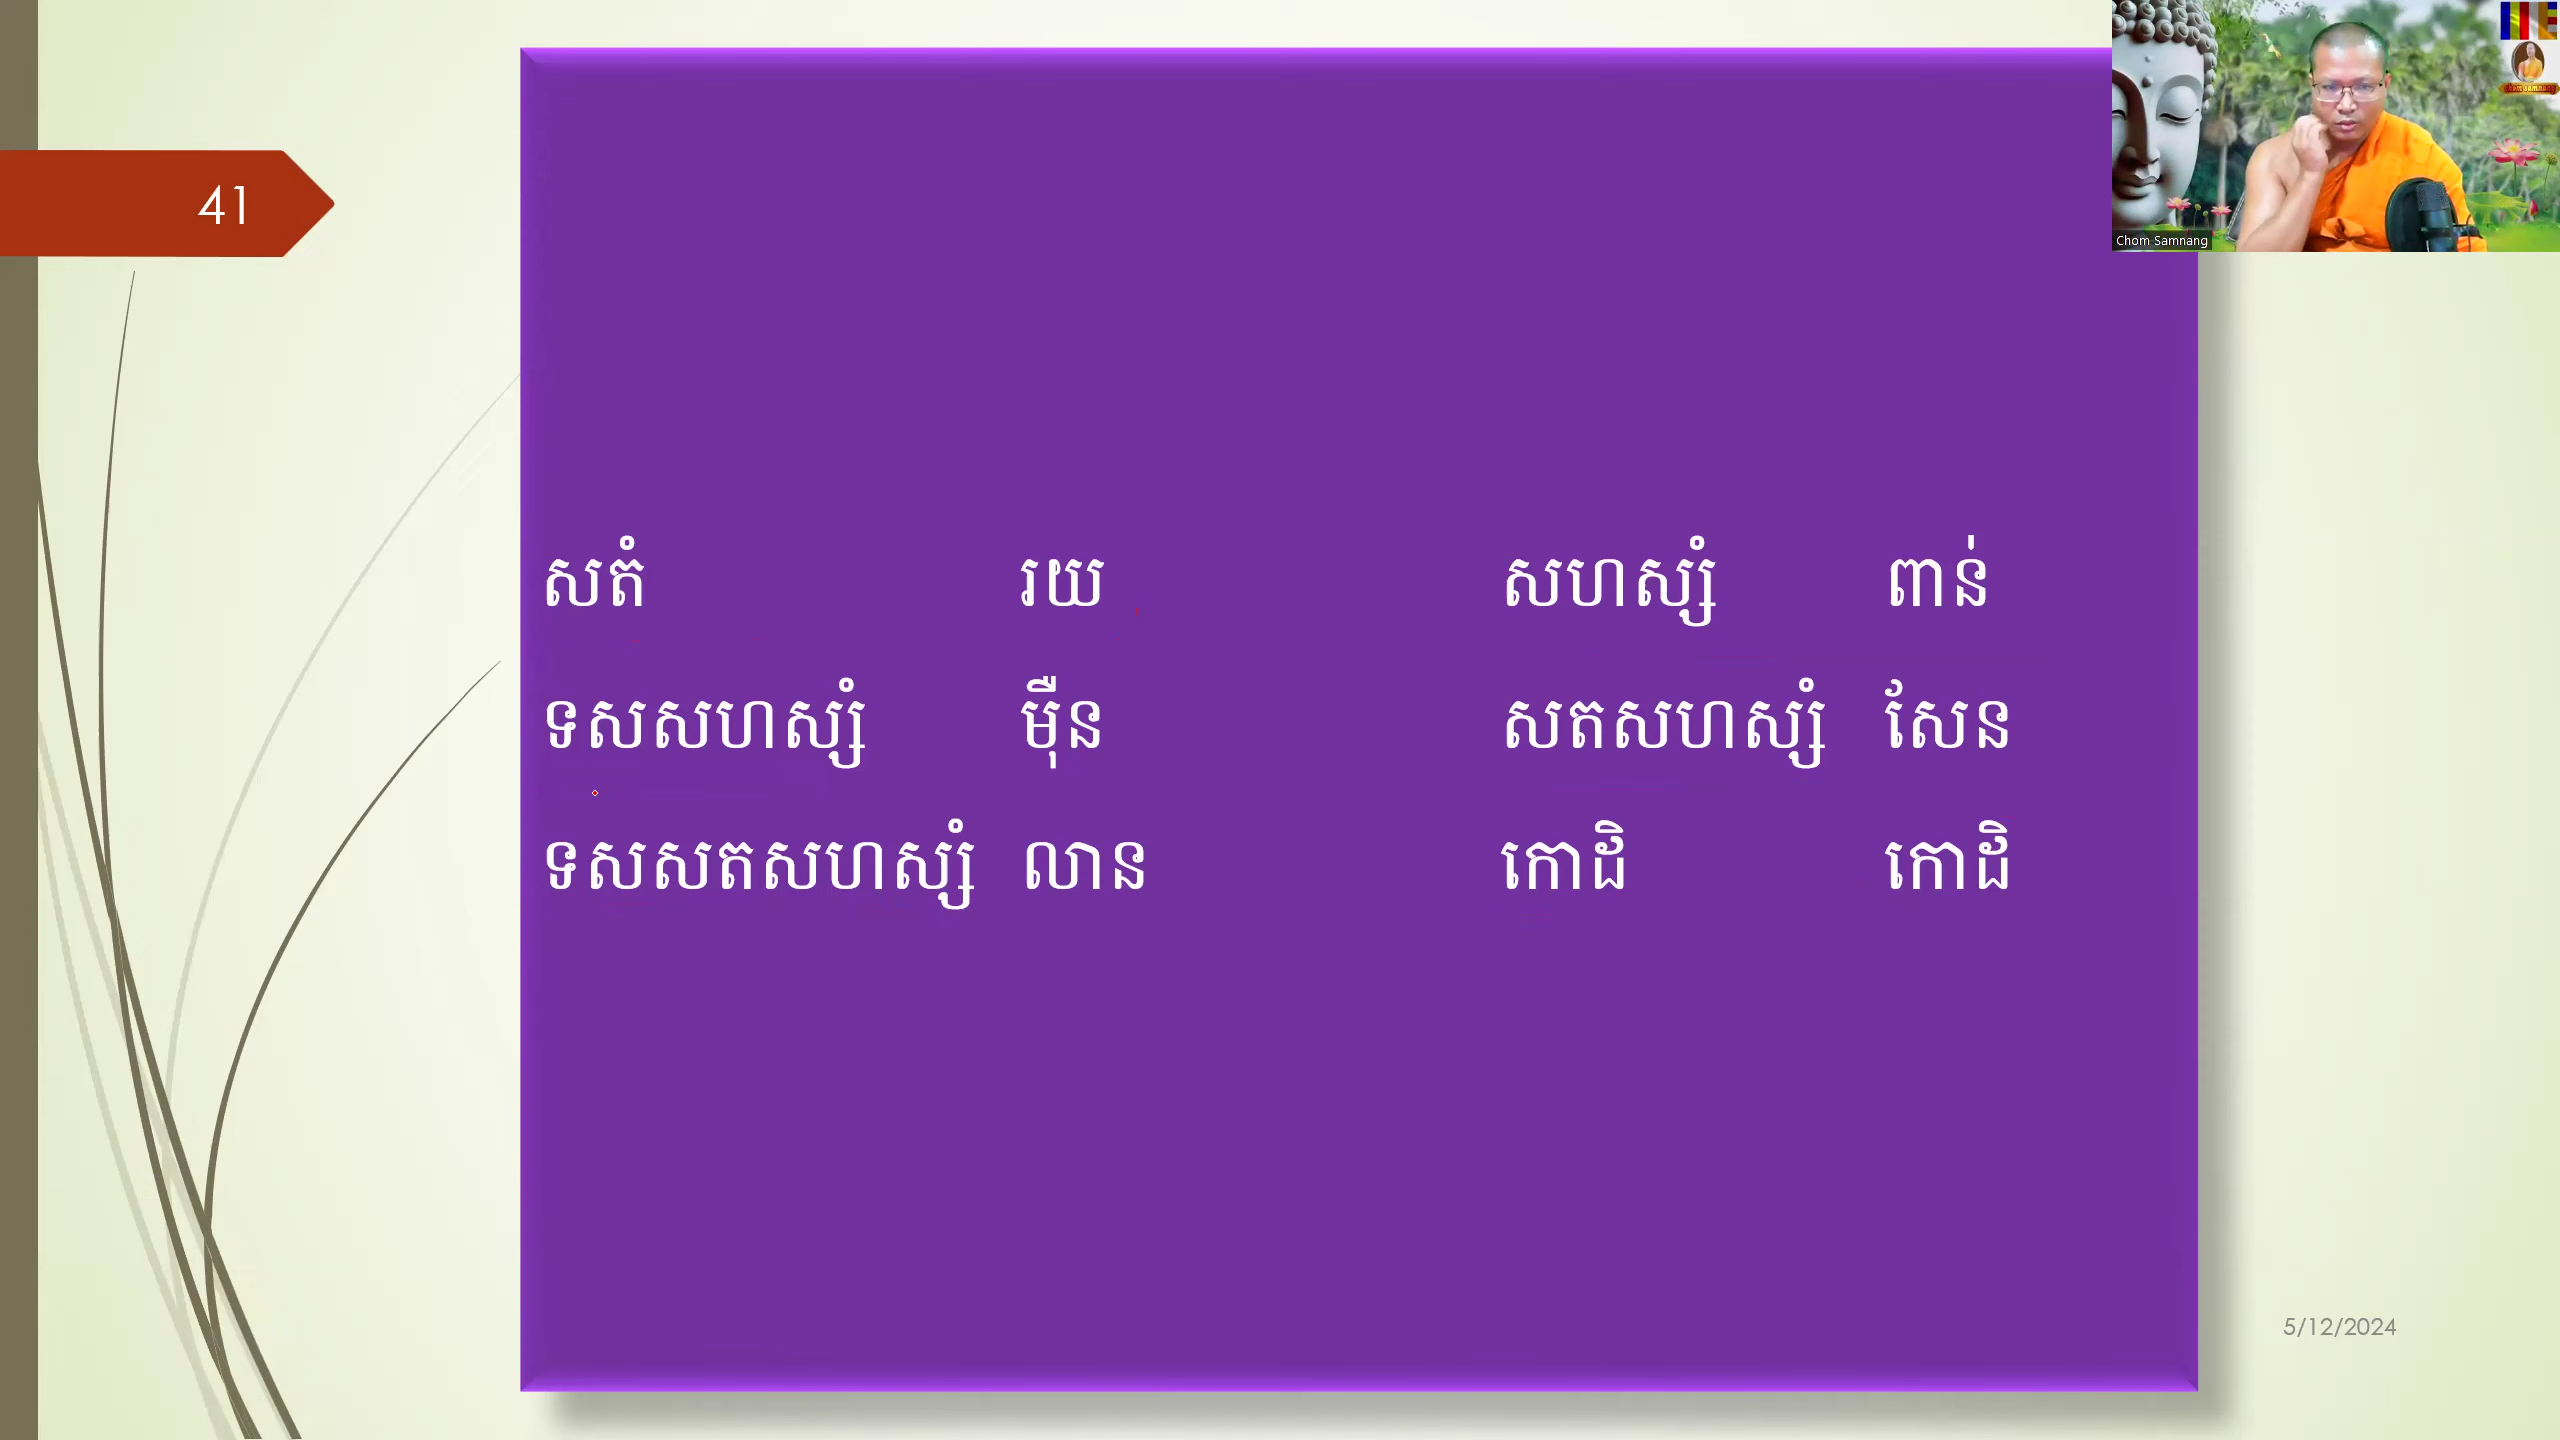 41
Chom Samnang
សតំ រយ សហស្សំ ពាន់
ទសសហស្សំ ម៉ឺន សតសហស្សំ សែន
ទសសតសហស្សំ លាន កោដិ កោដិ
5/12/2024